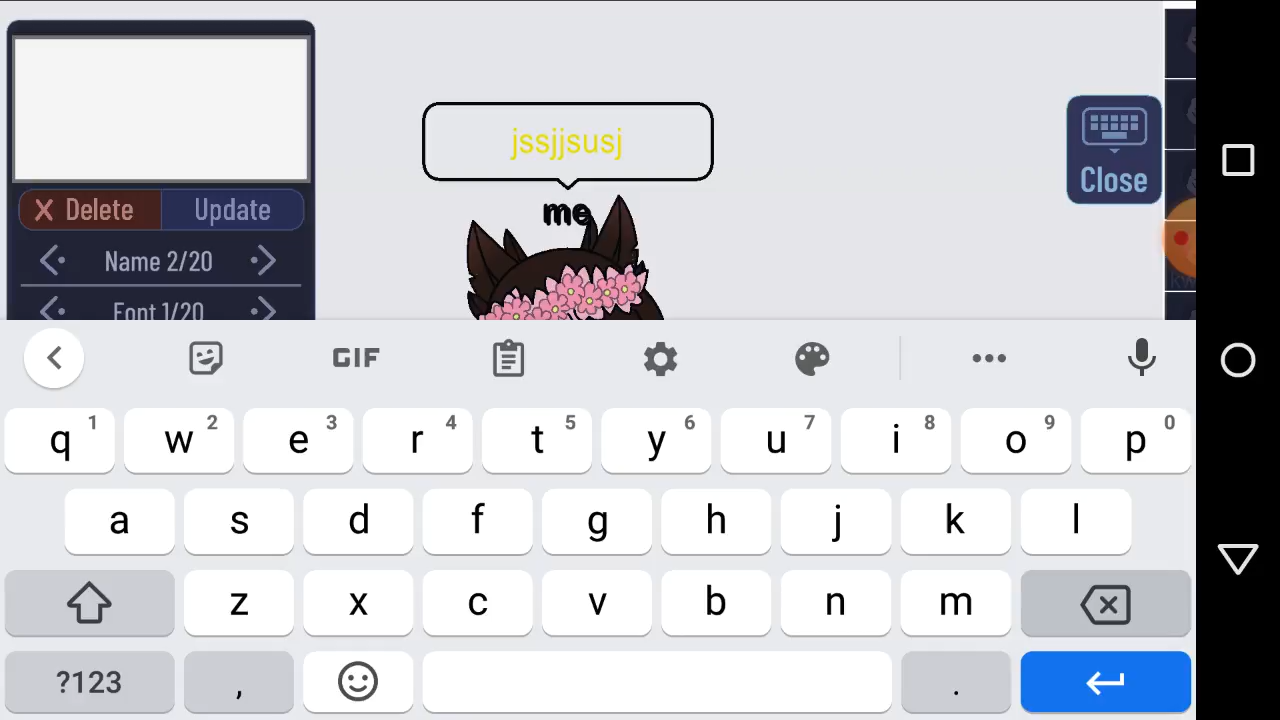 jssjjsusj
me
X Delete Update
Name 2/20
Font 1/20
Close
GIF
q 1 w 2 e 3 r 4 t 5 y 6 u 7 i 8 o 9 p 0
a s d f g h j k l
z x c v b n m
?123 , .